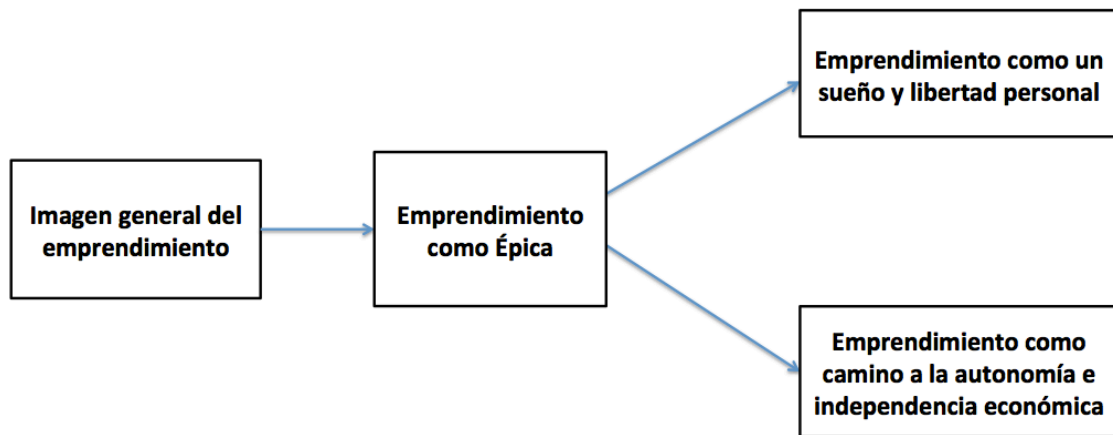 Imagen general del
emprendimiento
Emprendimiento
como Épica
Emprendimiento como un
sueño y libertad personal
Emprendimiento como
camino a la autonomía e
independencia económica